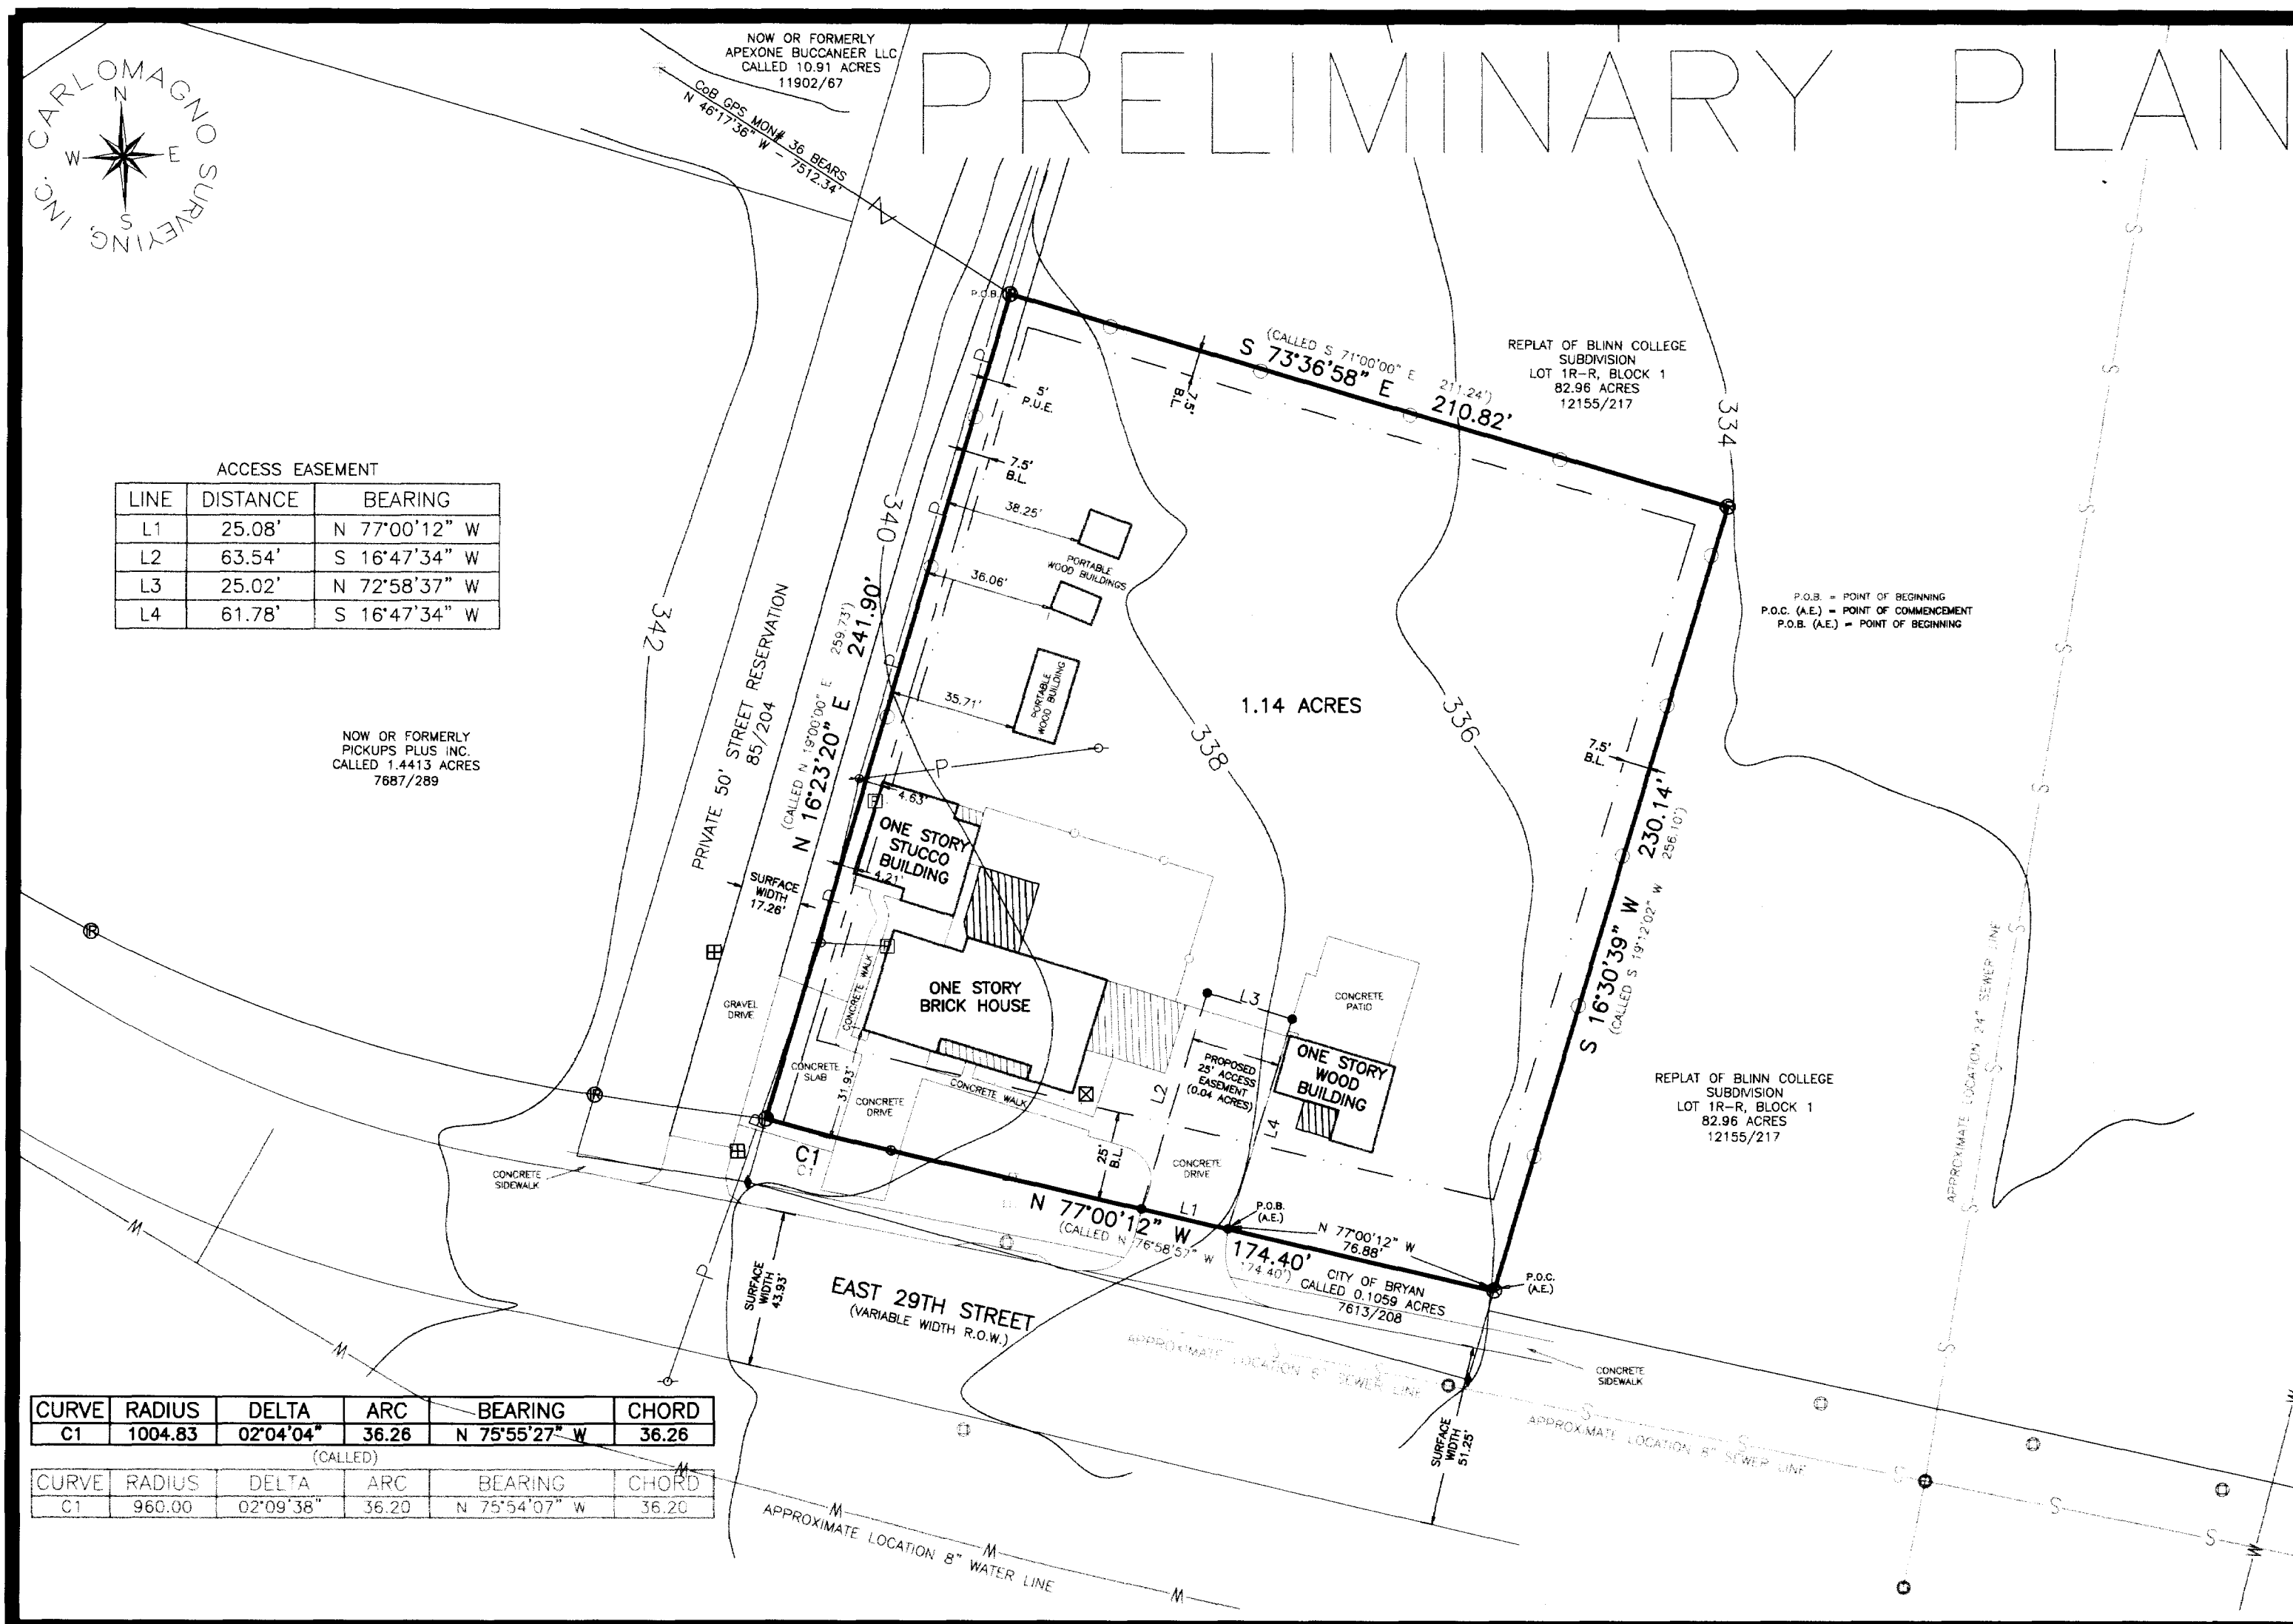 PRELIMINARY PLAN
CARLOMAGNO SURVEYING, INC.
N
W
E
S
NOW OR FORMERLY
APEXONE BUCCANEER LLC
CALLED 10.91 ACRES
11902/67
CoB GPS MON# 36 BEARS
N 46°17'36" W - 7512.34'
P.O.B.
(CALLED S 71°00'00" E 211.24')
S 73°36'58" E 210.82'
7.5'
B.L.
REPLAT OF BLINN COLLEGE
SUBDIVISION
LOT 1R-R, BLOCK 1
82.96 ACRES
12155/217
334
5'
P.U.E.
7.5'
B.L.
ACCESS EASEMENT
LINE DISTANCE BEARING
L1 25.08' N 77°00'12" W
L2 63.54' S 16°47'34" W
L3 25.02' N 72°58'37" W
L4 61.78' S 16°47'34" W
340
342
38.25'
PORTABLE
WOOD BUILDINGS
36.06'
PORTABLE
WOOD BUILDING
35.71'
PRIVATE 50' STREET RESERVATION
85/204
(CALLED N 19°00'00" E 259.73')
N 16°23'20" E 241.90'
P.O.B. = POINT OF BEGINNING
P.O.C. (A.E.) = POINT OF COMMENCEMENT
P.O.B. (A.E.) = POINT OF BEGINNING
1.14 ACRES
338
336
7.5'
B.L.
S 16°30'39" W 230.14'
(CALLED S 19°12'02" W 256.10')
NOW OR FORMERLY
PICKUPS PLUS INC.
CALLED 1.4413 ACRES
7687/289
P
4.63'
ONE STORY
STUCCO
BUILDING
4.21'
SURFACE
WIDTH
17.26'
GRAVEL
DRIVE
CONCRETE WALK
ONE STORY
BRICK HOUSE
CONCRETE
SLAB
31.93'
CONCRETE
DRIVE
CONCRETE WALK
25'
B.L.
L2
L3
PROPOSED
25' ACCESS
EASEMENT
(0.04 ACRES)
L4
CONCRETE
PATIO
ONE STORY
WOOD
BUILDING
CONCRETE
DRIVE
REPLAT OF BLINN COLLEGE
SUBDIVISION
LOT 1R-R, BLOCK 1
82.96 ACRES
12155/217
APPROXIMATE LOCATION 24" SEWER LINE
C1
C1
CONCRETE
SIDEWALK
L1
P.O.B.
(A.E.)
N 77°00'12" W
76.88'
P.O.C.
(A.E.)
N 77°00'12" W 174.40'
(CALLED N 76°58'57" W 174.40')
CITY OF BRYAN
CALLED 0.1059 ACRES
7613/208
SURFACE
WIDTH
43.93'
EAST 29TH STREET
(VARIABLE WIDTH R.O.W.)
APPROXIMATE LOCATION 6" SEWER LINE
CONCRETE
SIDEWALK
SURFACE
WIDTH
51.25'
APPROXIMATE LOCATION 8" SEWER LINE
CURVE RADIUS DELTA ARC BEARING CHORD
C1 1004.83 02°04'04" 36.26 N 75°55'27" W 36.26
(CALLED)
CURVE RADIUS DELTA ARC BEARING CHORD
C1 960.00 02°09'38" 36.20 N 75°54'07" W 36.20
APPROXIMATE LOCATION 8" WATER LINE